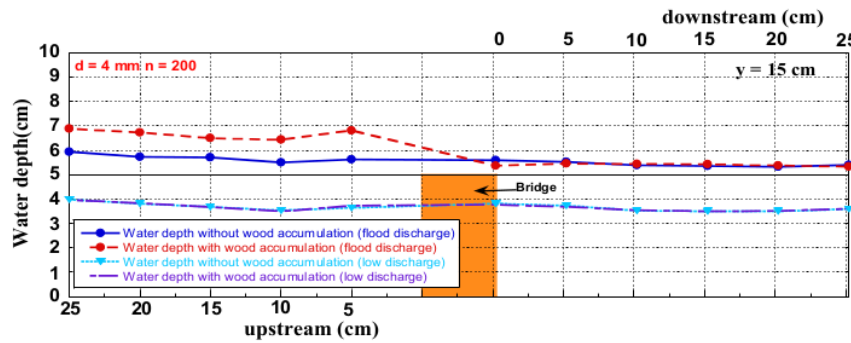 downstream (cm)
0 5 10 15 20 25
10
9
8
7
6
5
4
3
2
1
0
Water depth(cm)
d = 4 mm n = 200
y = 15 cm
Bridge
Water depth without wood accumulation (flood discharge)
Water depth with wood accumulation (flood discharge)
Water depth without wood accumulation (low discharge)
Water depth with wood accumulation (low discharge)
25 20 15 10 5
upstream (cm)